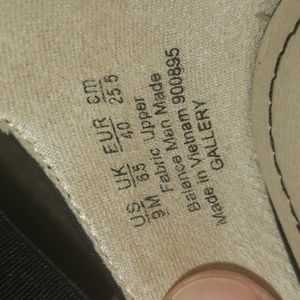 US UK EUR cm
9M 6.5 40 25.5
Fabric Upper
Balance Man Made
Made in Vietnam 900895
GALLERY